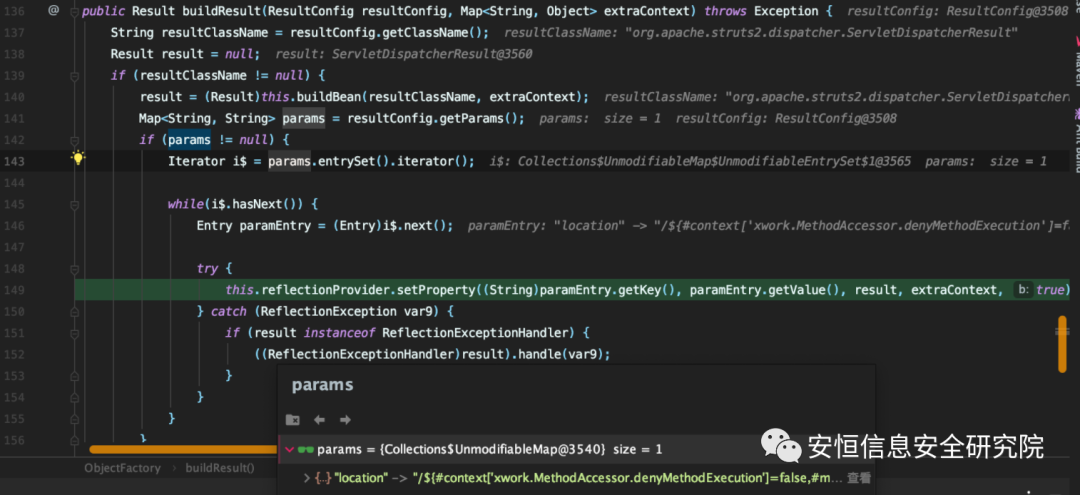 136 @ public Result buildResult(ResultConfig resultConfig, Map<String, Object> extraContext) throws Exception { resultConfig: ResultConfig@3508
137 String resultClassName = resultConfig.getClassName(); resultClassName: "org.apache.struts2.dispatcher.ServletDispatcherResult"
138 Result result = null; result: ServletDispatcherResult@3560
139 if (resultClassName != null) {
140 result = (Result)this.buildBean(resultClassName, extraContext); resultClassName: "org.apache.struts2.dispatcher.ServletDispatcher
141 Map<String, String> params = resultConfig.getParams(); params: size = 1 resultConfig: ResultConfig@3508
142 if (params != null) {
143 Iterator i$ = params.entrySet().iterator(); i$: Collections$UnmodifiableMap$UnmodifiableEntrySet$1@3565 params: size = 1
144
145 while(i$.hasNext()) {
146 Entry paramEntry = (Entry)i$.next(); paramEntry: "location" -> "/${#context['xwork.MethodAccessor.denyMethodExecution']=fa
147
148 try {
149 this.reflectionProvider.setProperty((String)paramEntry.getKey(), paramEntry.getValue(), result, extraContext, b: true)
150 } catch (ReflectionException var9) {
151 if (result instanceof ReflectionExceptionHandler) {
152 ((ReflectionExceptionHandler)result).handle(var9);
153 }
154 }
155 }
156 }
params
params = {Collections$UnmodifiableMap@3540} size = 1
{..} "location" -> "/${#context['xwork.MethodAccessor.denyMethodExecution']=false,#m... 查看
ObjectFactory › buildResult()
安恒信息安全研究院